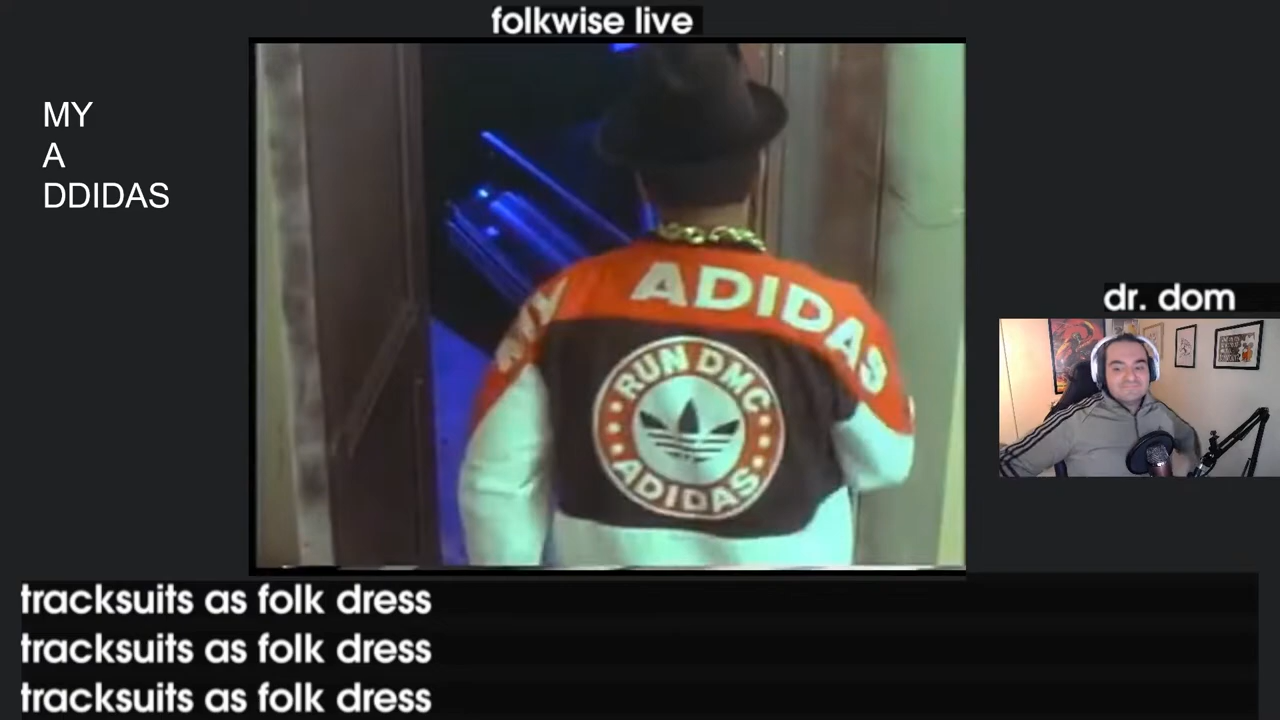 folkwise live
MY
A
DDIDAS
MY ADIDAS
RUN DMC
ADIDAS
dr. dom
tracksuits as folk dress
tracksuits as folk dress
tracksuits as folk dress